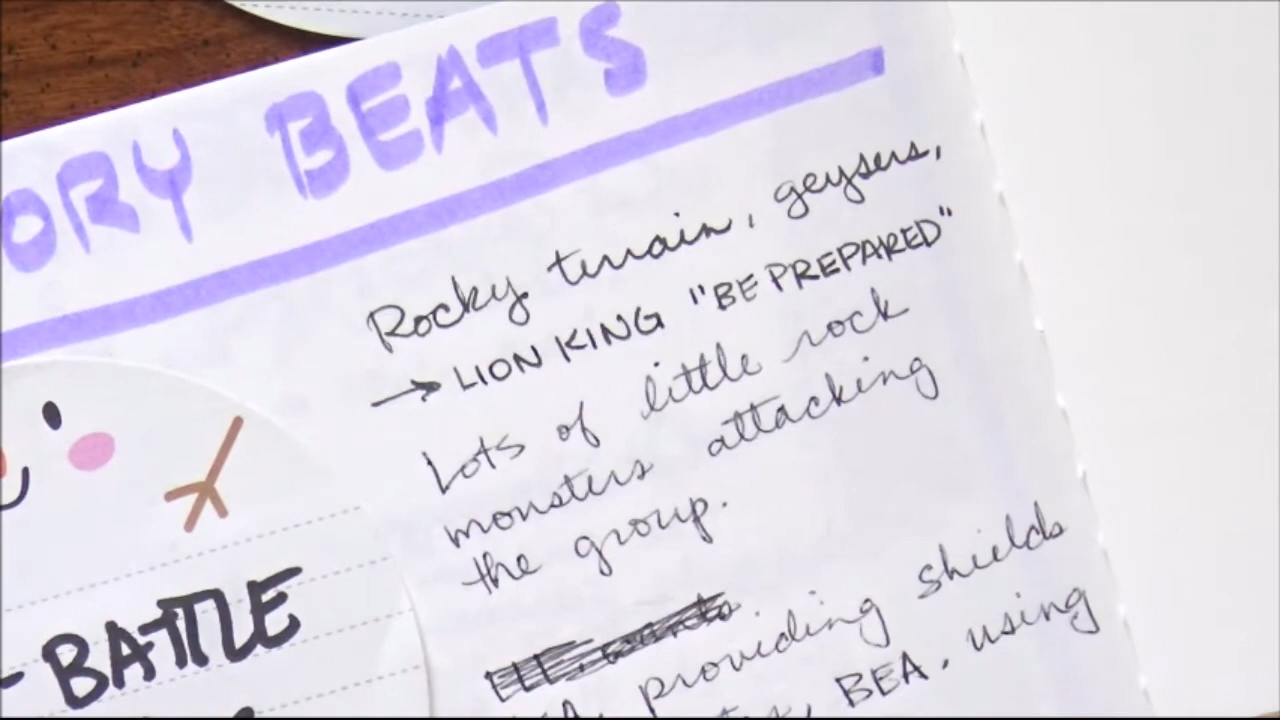 ORY BEATS
Rocky terrain, geysers,
→ LION KING "BE PREPARED"
Lots of little rock
monsters attacking
the group.
providing shields
BEA. using
- BATTLE